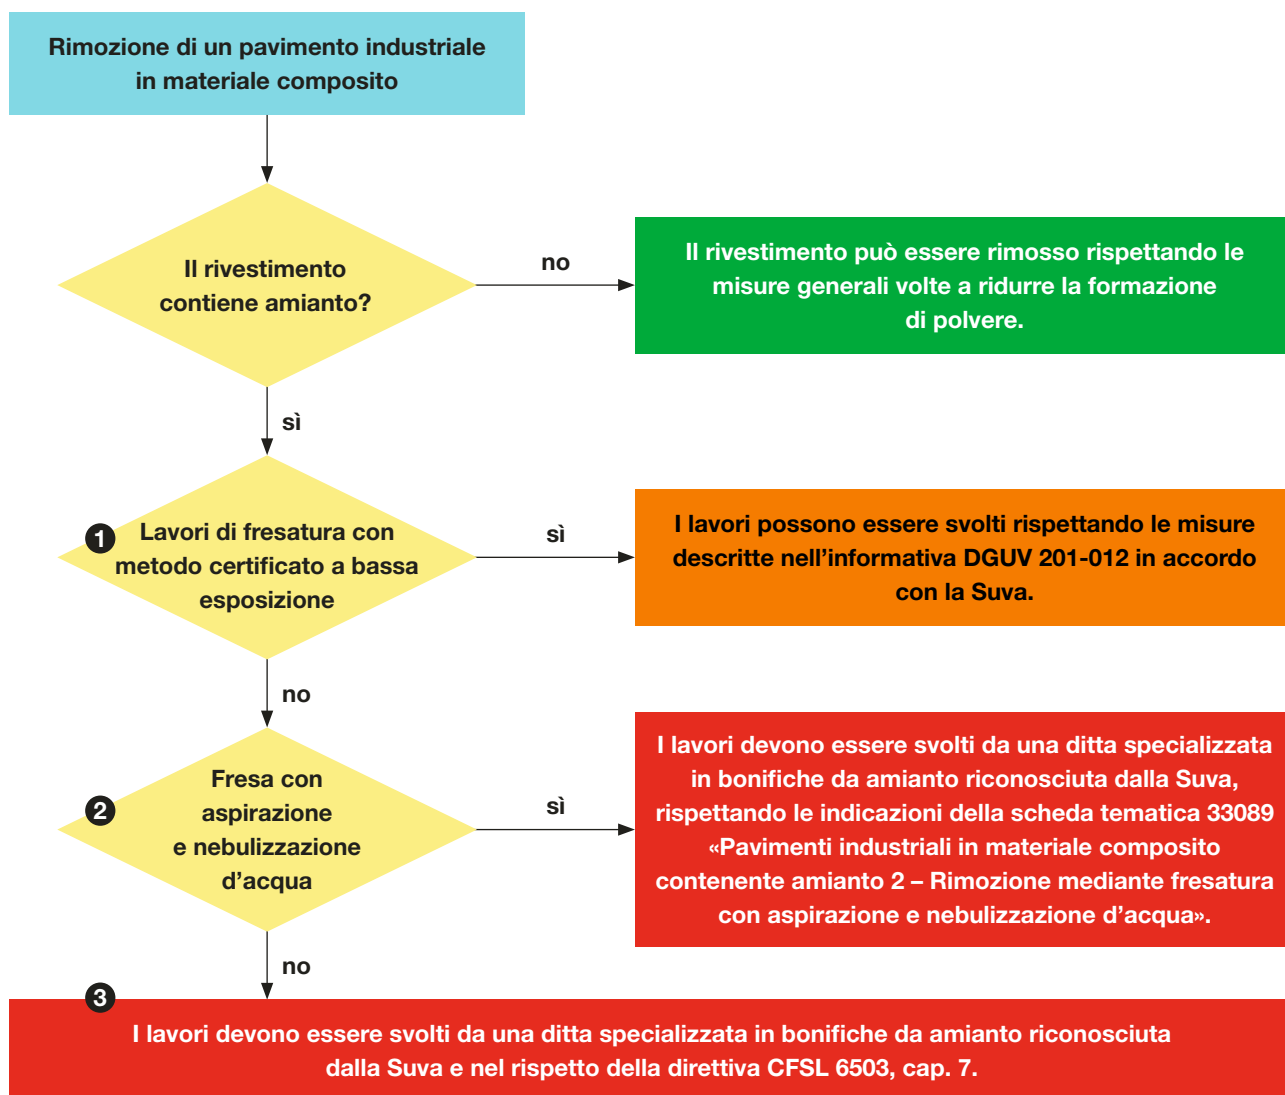 Rimozione di un pavimento industriale
in materiale composito
Il rivestimento
contiene amianto?
no
Il rivestimento può essere rimosso rispettando le
misure generali volte a ridurre la formazione
di polvere.
sì
1
Lavori di fresatura con
metodo certificato a bassa
esposizione
sì
I lavori possono essere svolti rispettando le misure
descritte nell’informativa DGUV 201-012 in accordo
con la Suva.
no
2
Fresa con
aspirazione
e nebulizzazione
d’acqua
sì
I lavori devono essere svolti da una ditta specializzata
in bonifiche da amianto riconosciuta dalla Suva,
rispettando le indicazioni della scheda tematica 33089
«Pavimenti industriali in materiale composito
contenente amianto 2 – Rimozione mediante fresatura
con aspirazione e nebulizzazione d’acqua».
no
3
I lavori devono essere svolti da una ditta specializzata in bonifiche da amianto riconosciuta
dalla Suva e nel rispetto della direttiva CFSL 6503, cap. 7.